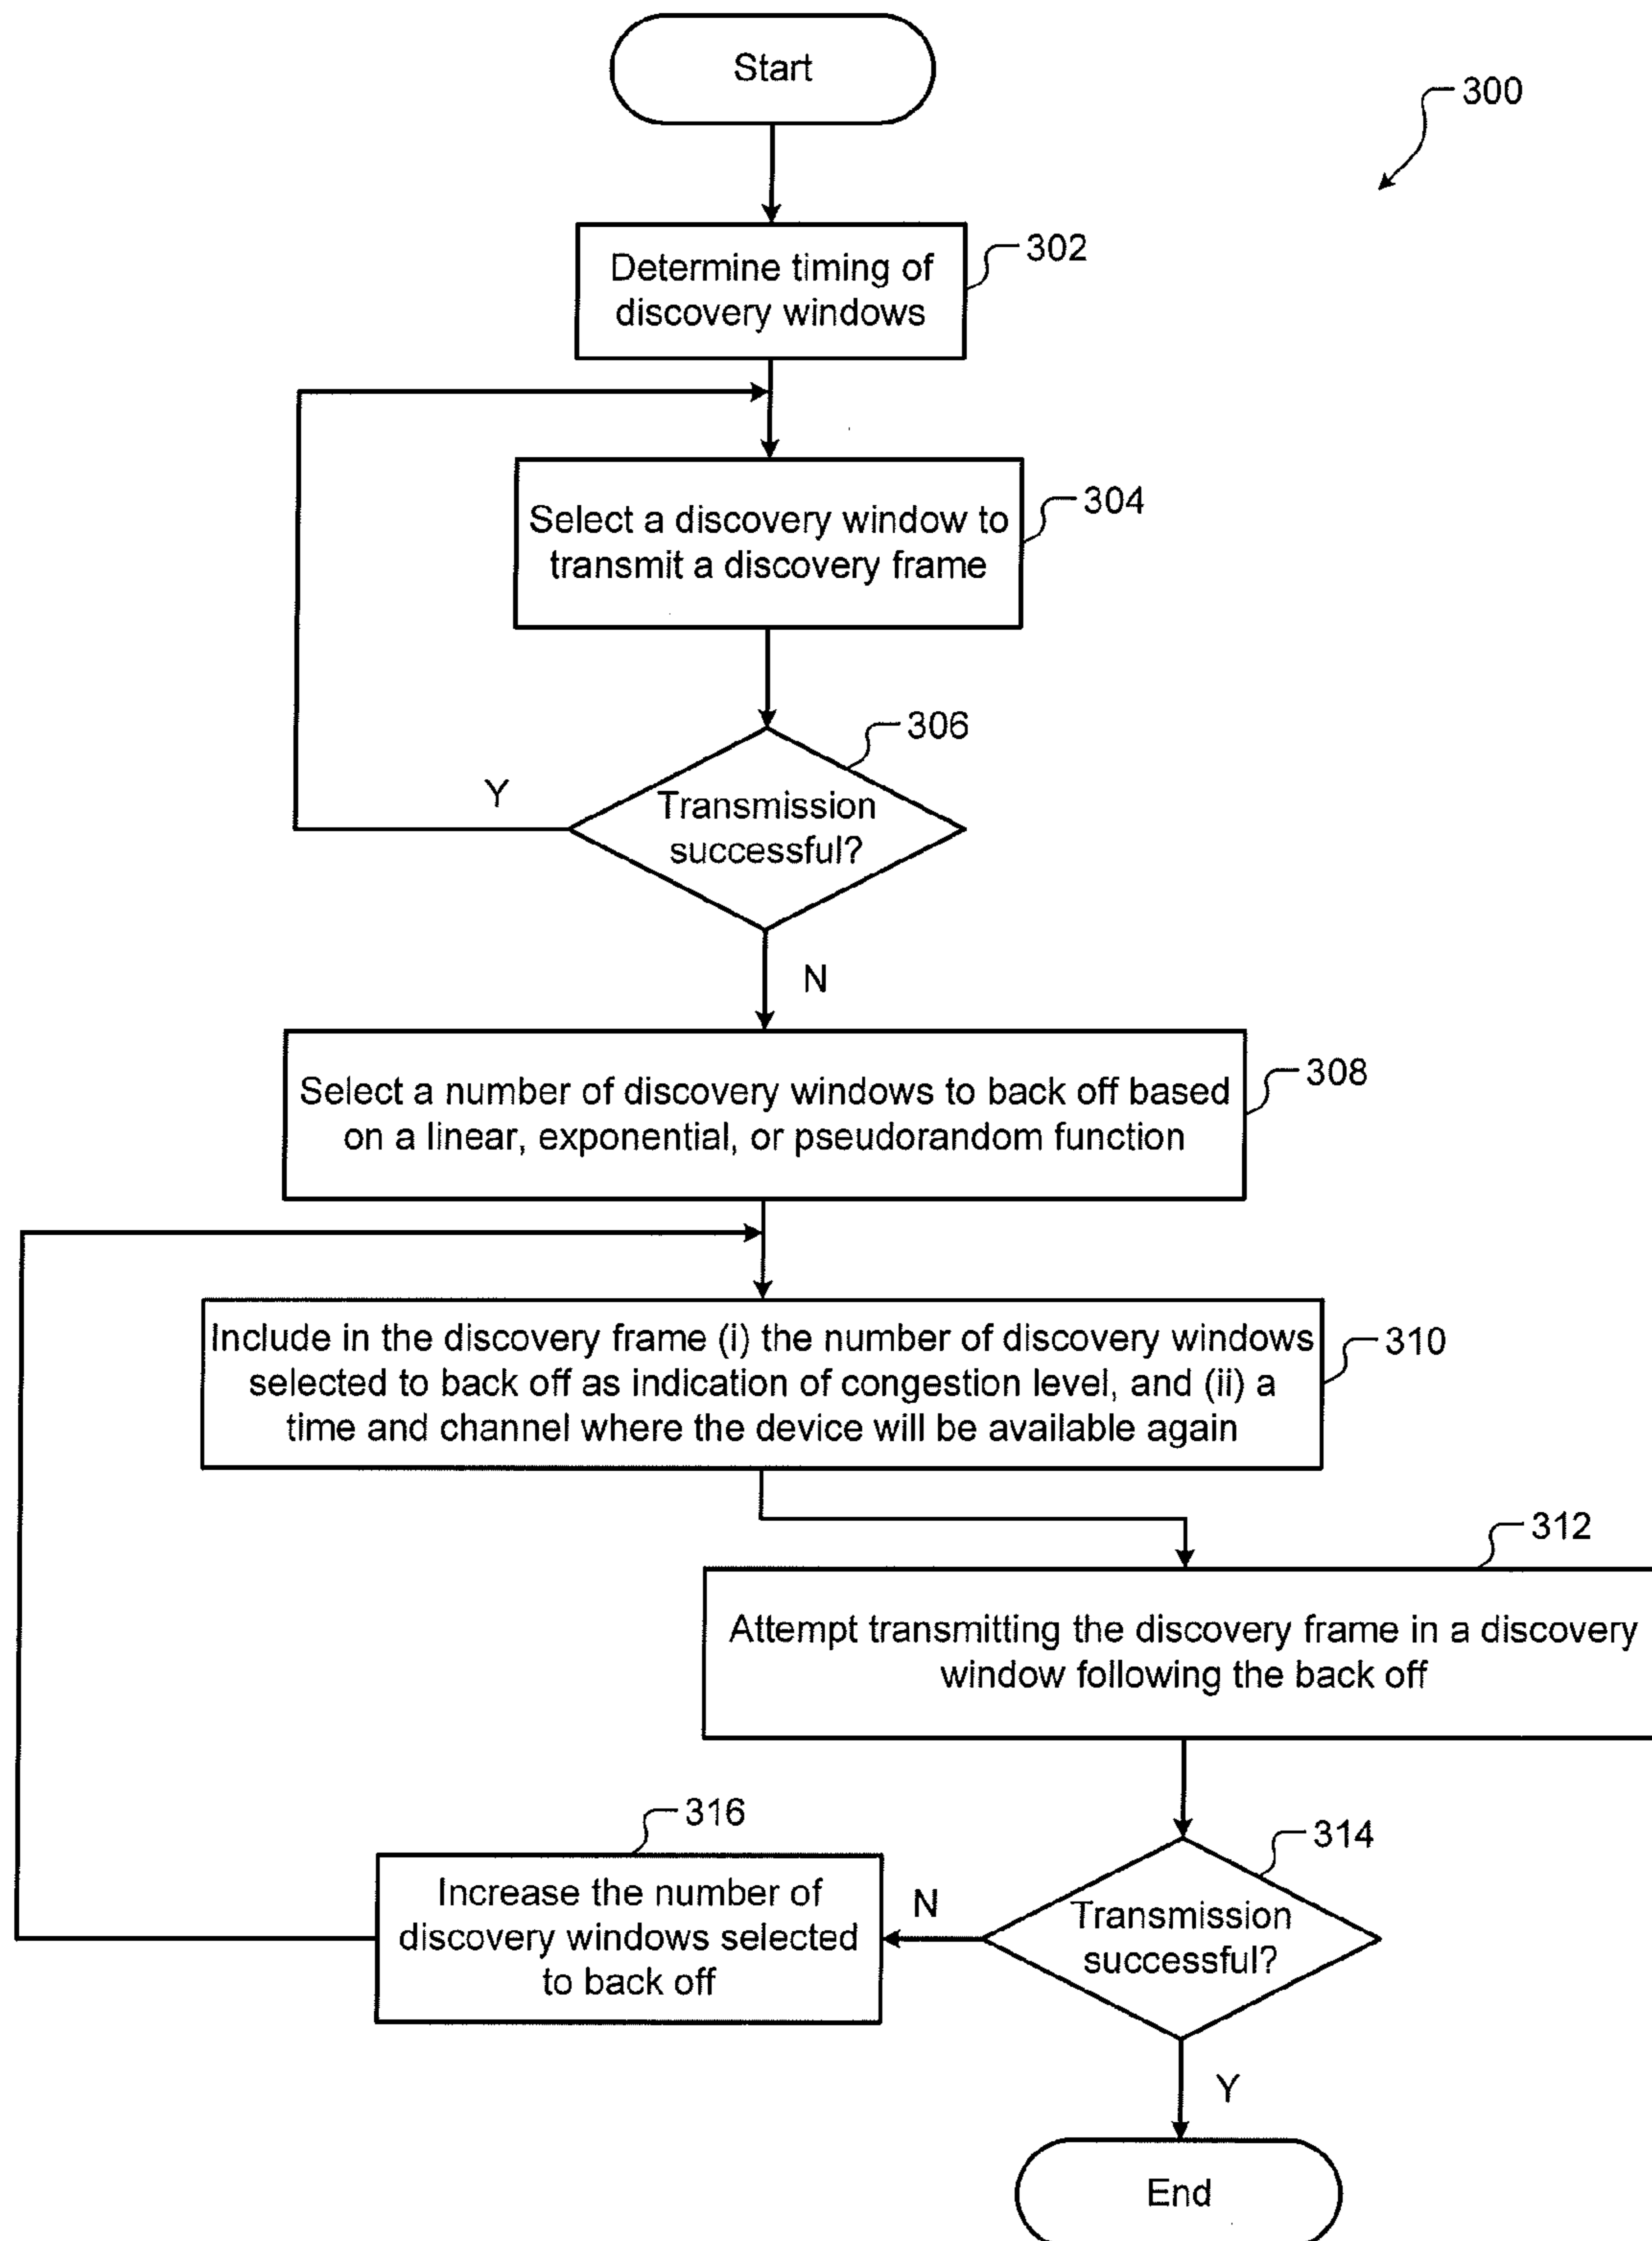 Start
300
302
Determine timing of
discovery windows
304
Select a discovery window to
transmit a discovery frame
306
Y
Transmission
successful?
N
308
Select a number of discovery windows to back off based
on a linear, exponential, or pseudorandom function
310
Include in the discovery frame (i) the number of discovery windows
selected to back off as indication of congestion level, and (ii) a
time and channel where the device will be available again
312
Attempt transmitting the discovery frame in a discovery
window following the back off
316
314
Increase the number of
discovery windows selected
to back off
N
Transmission
successful?
Y
End